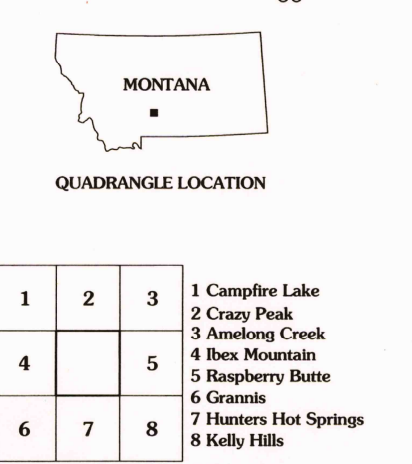 MONTANA
QUADRANGLE LOCATION
1 2 3
4 5
6 7 8
1 Campfire Lake
2 Crazy Peak
3 Amelong Creek
4 Ibex Mountain
5 Raspberry Butte
6 Grannis
7 Hunters Hot Springs
8 Kelly Hills